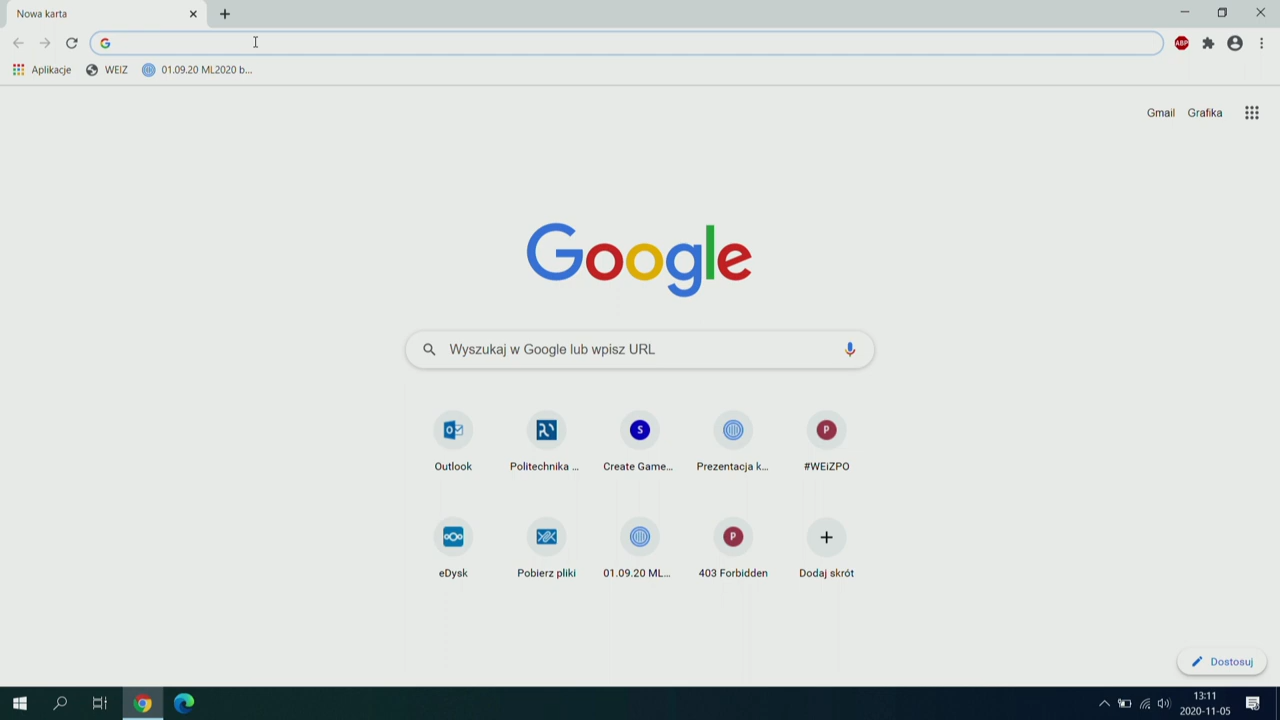 Nowa karta
Aplikacje WEIZ 01.09.20 ML2020 b...
ABP
Gmail Grafika
Google
Wyszukaj w Google lub wpisz URL
S P
Outlook Politechnika ... Create Game... Prezentacja k... #WEiZPO
P
eDysk Pobierz pliki 01.09.20 ML... 403 Forbidden Dodaj skrót
Dostosuj
13:11
2020-11-05